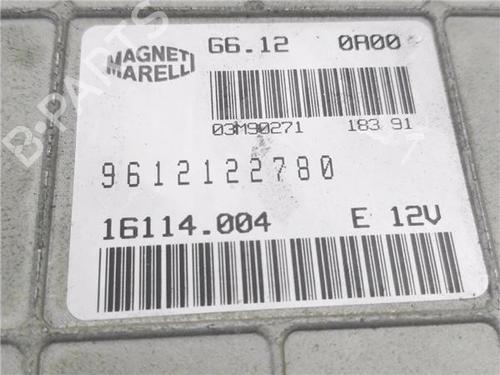 MAGNETI MARELLI G6.12 0A00
03M90271 183 91
9612122780
16114.004 E 12V
B-PARTS